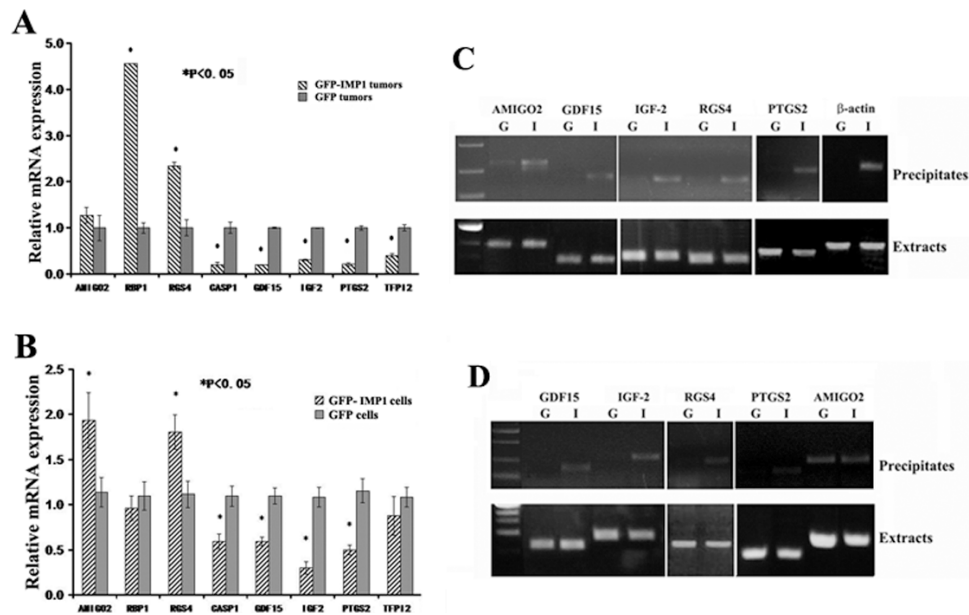 A
5.0
4.0
3.0
2.0
1.0
0.0
Relative mRNA expression
*P<0.05
GFP-IMP1 tumors
GFP tumors
* * * * * * *
AMIGO2 RBP1 RGS4 CASP1 GDF15 IGF2 PTGS2 TFPI2
B
2.5
2.0
1.5
1.0
0.5
0.0
Relative mRNA expression
*P<0.05
GFP- IMP1 cells
GFP cells
* * * * * *
AMIGO2 RBP1 RGS4 CASP1 GDF15 IGF2 PTGS2 TFPI2
C
AMIGO2 GDF15 IGF-2 RGS4 PTGS2 β-actin
G I G I G I G I G I G I
Precipitates
Extracts
D
GDF15 IGF-2 RGS4 PTGS2 AMIGO2
G I G I G I G I G I
Precipitates
Extracts